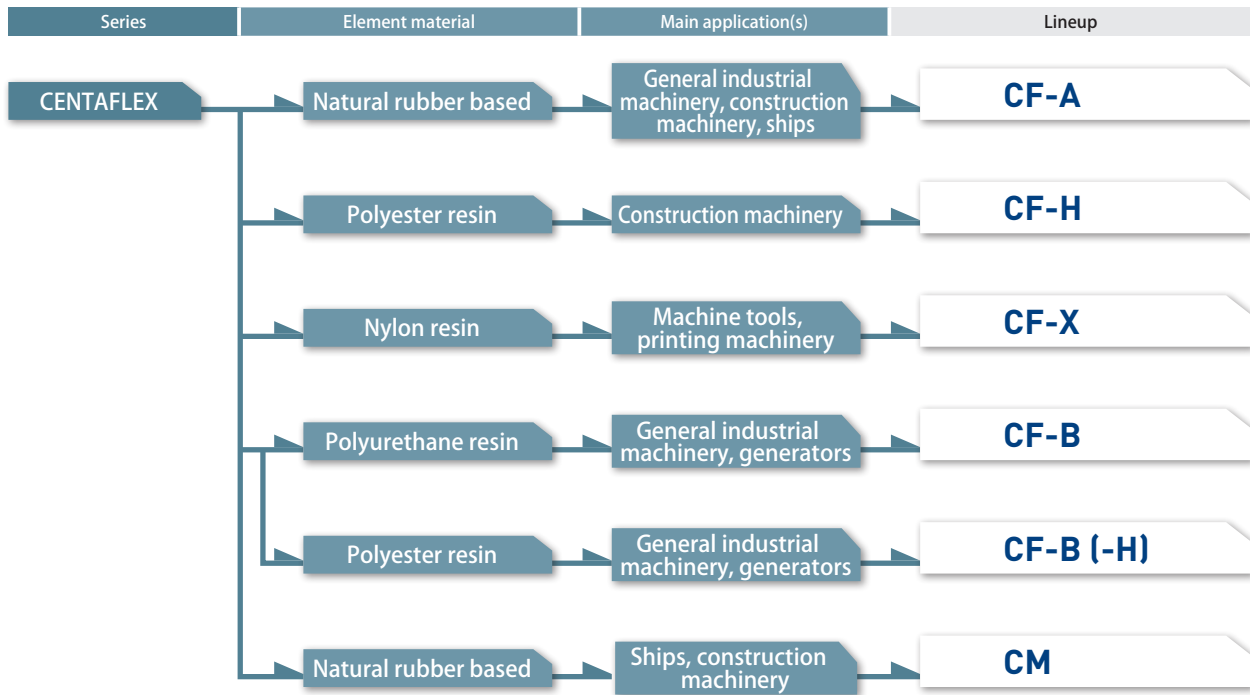 Series
Element material
Main application(s)
Lineup
CENTAFLEX
Natural rubber based
General industrial
machinery, construction
machinery, ships
CF-A
Polyester resin
Construction machinery
CF-H
Nylon resin
Machine tools,
printing machinery
CF-X
Polyurethane resin
General industrial
machinery, generators
CF-B
Polyester resin
General industrial
machinery, generators
CF-B (-H)
Natural rubber based
Ships, construction
machinery
CM